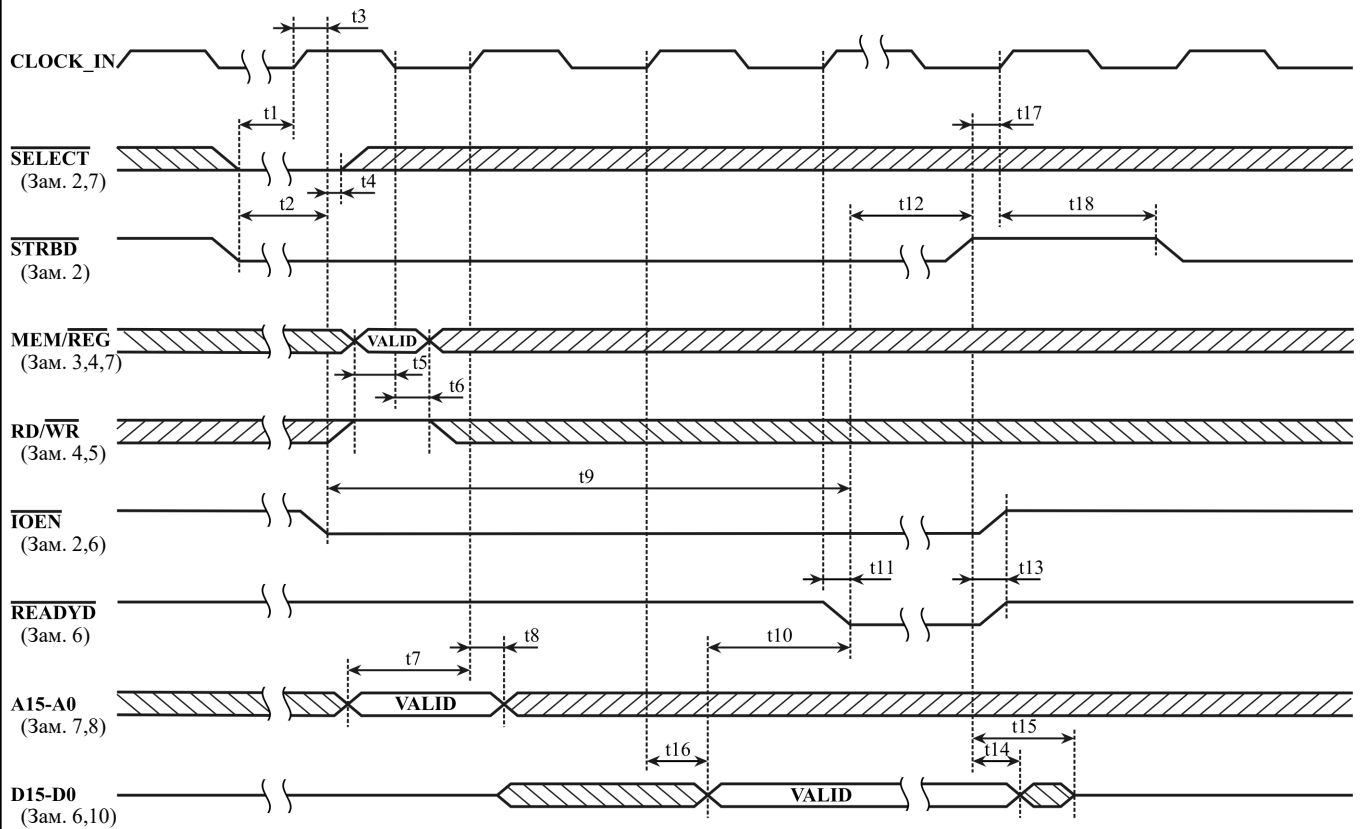 t3
CLOCK_IN
t1
t17
SELECT
(Зам. 2,7)
t4
t2
t12
t18
STRBD
(Зам. 2)
MEM/REG
VALID
(Зам. 3,4,7)
t5
t6
RD/WR
(Зам. 4,5)
t9
IOEN
(Зам. 2,6)
t11
t13
READYD
(Зам. 6)
t7
t8
t10
A15-A0
VALID
(Зам. 7,8)
t15
t16
t14
D15-D0
VALID
(Зам. 6,10)